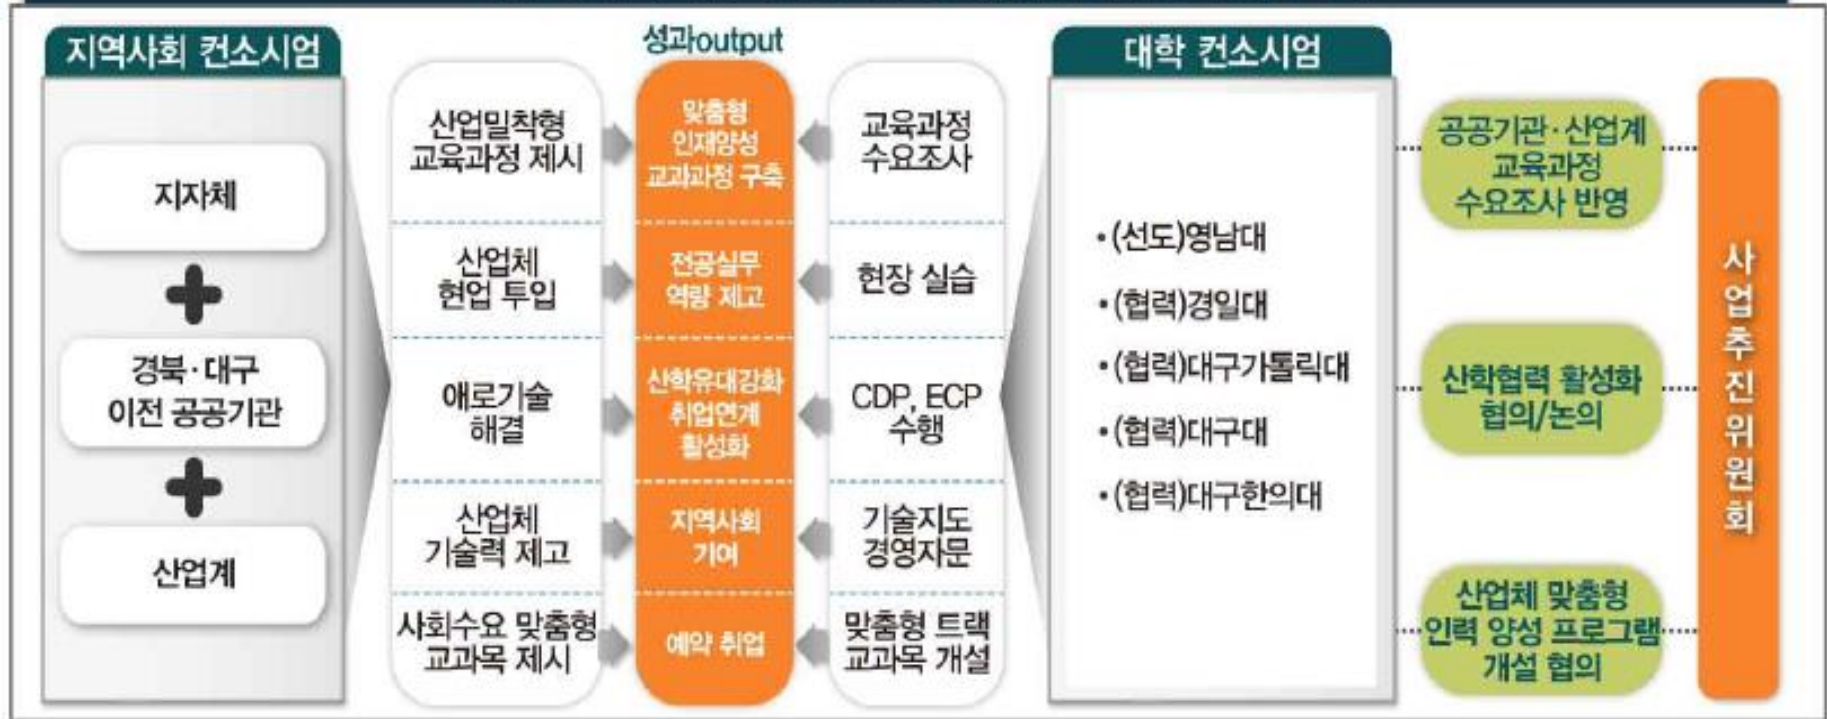 지역사회 컨소시엄
지자체
경북·대구
이전 공공기관
산업계
산업밀착형
교육과정 제시
산업체
현업 투입
애로기술
해결
산업체
기술력 제고
사회수요 맞춤형
교과목 제시
성과output
맞춤형
인재양성
교과과정 구축
전공실무
역량 제고
산학유대강화
취업연계
활성화
지역사회
기여
예약 취업
교육과정
수요조사
현장 실습
CDP, ECP
수행
기술지도
경영자문
맞춤형 트랙
교과목 개설
대학 컨소시엄
•(선도)영남대
•(협력)경일대
•(협력)대구가톨릭대
•(협력)대구대
•(협력)대구한의대
공공기관·산업계
교육과정
수요조사 반영
산학협력 활성화
협의/논의
산업체 맞춤형
인력 양성 프로그램
개설 협의
사업추진위원회